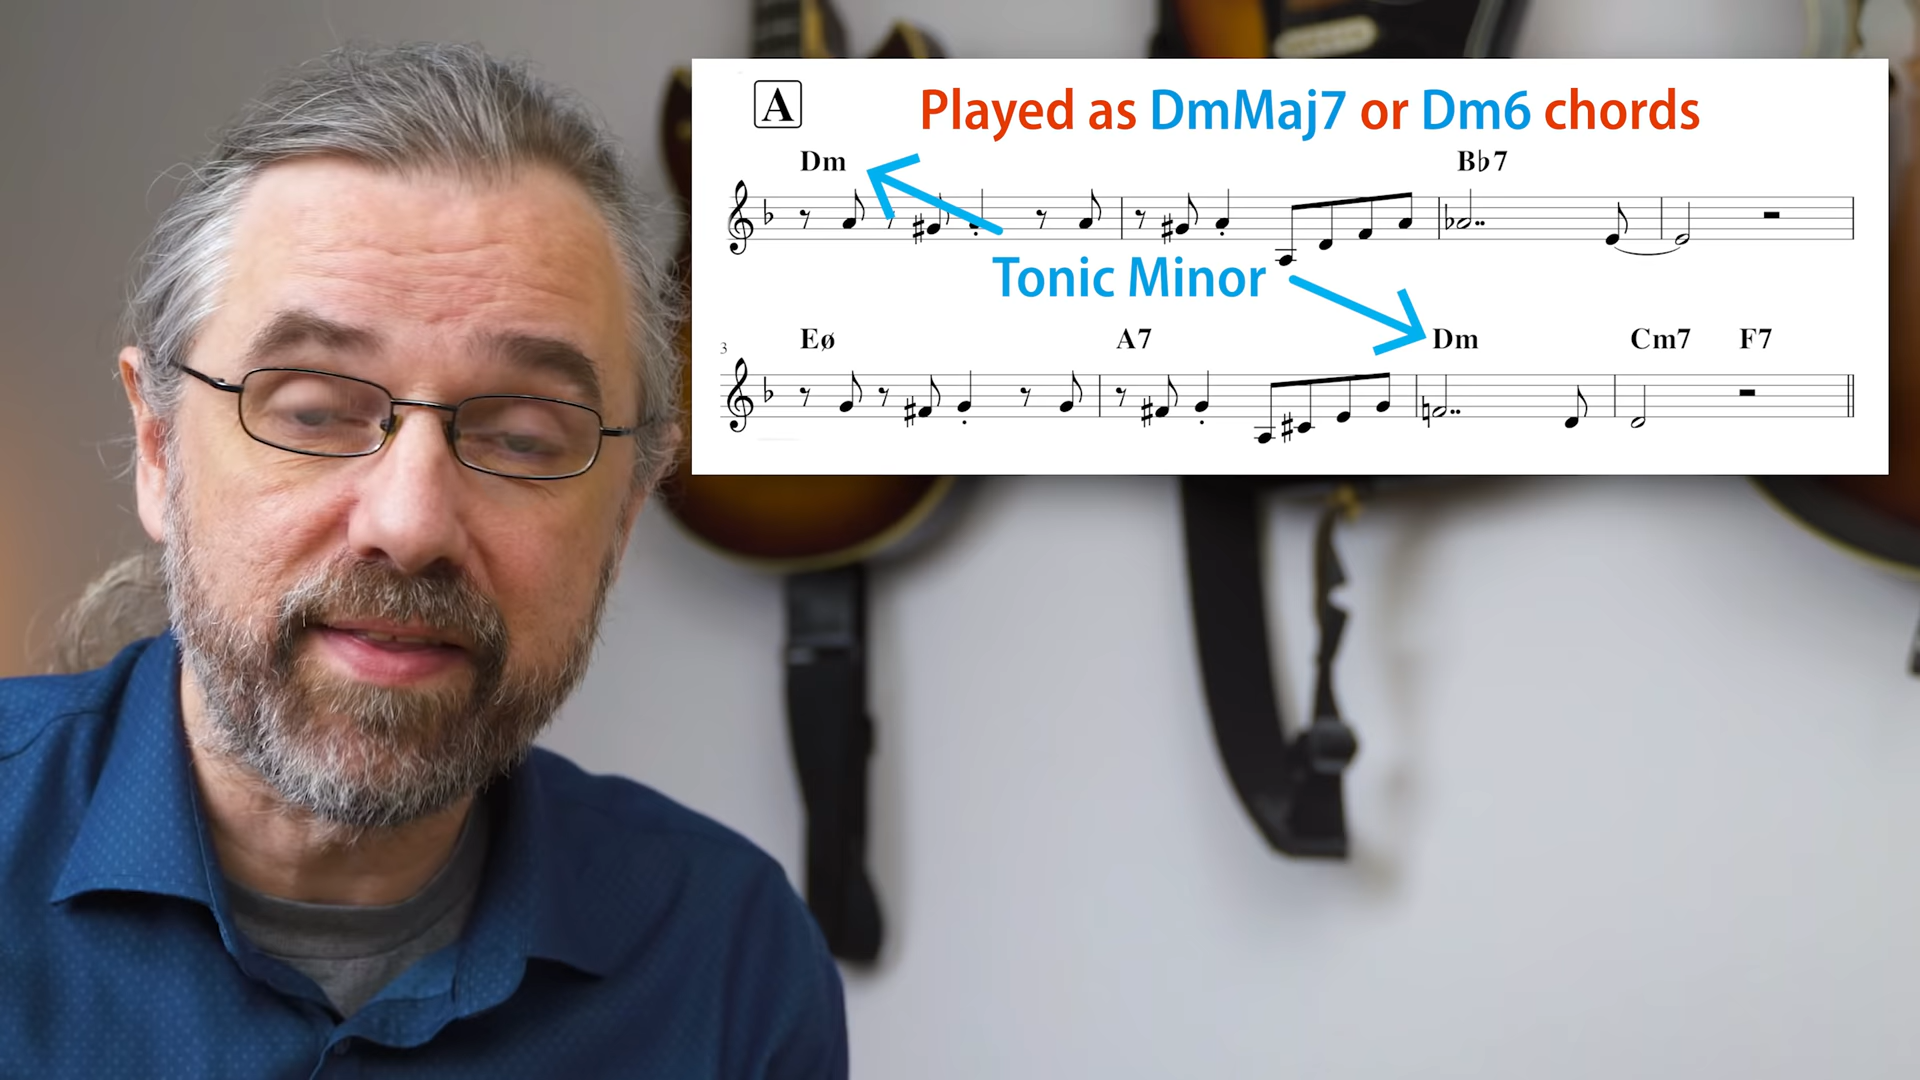 A
Played as DmMaj7 or Dm6 chords
Dm B♭7
Tonic Minor
3 Eø A7 Dm Cm7 F7